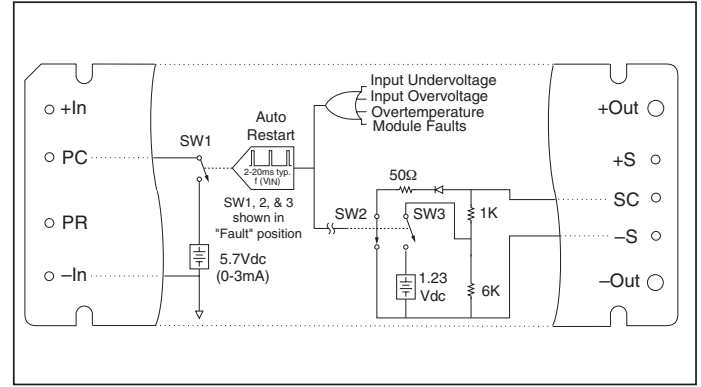 Input Undervoltage
Input Overvoltage
Overtemperature
Module Faults
+In
Auto
Restart
+Out
SW1
PC
2-20ms typ.
f (VIN)
+S
50Ω
SW1, 2, & 3
shown in
"Fault" position
SC
PR
SW2
SW3
1K
–S
5.7Vdc
(0-3mA)
–In
1.23
Vdc
6K
–Out